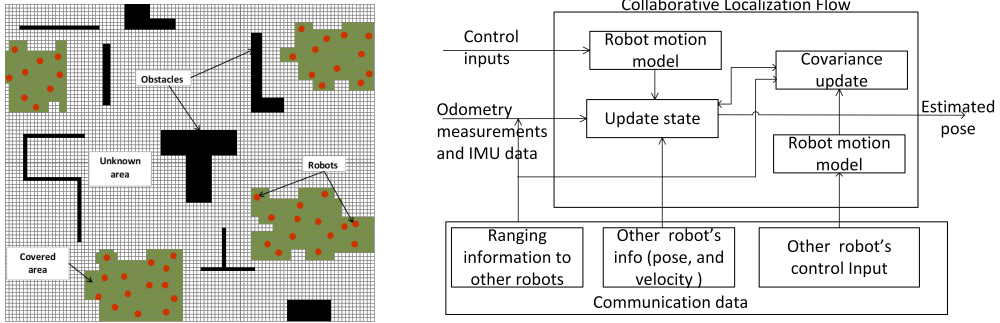 Obstacles
Unknown
area
Robots
Covered
area
Collaborative Localization Flow
Control
inputs
Robot motion
model
Covariance
update
Odometry
measurements
and IMU data
Update state
Estimated
pose
Robot motion
model
Ranging
information to
other robots
Other robot's
info (pose, and
velocity )
Other robot's
control Input
Communication data